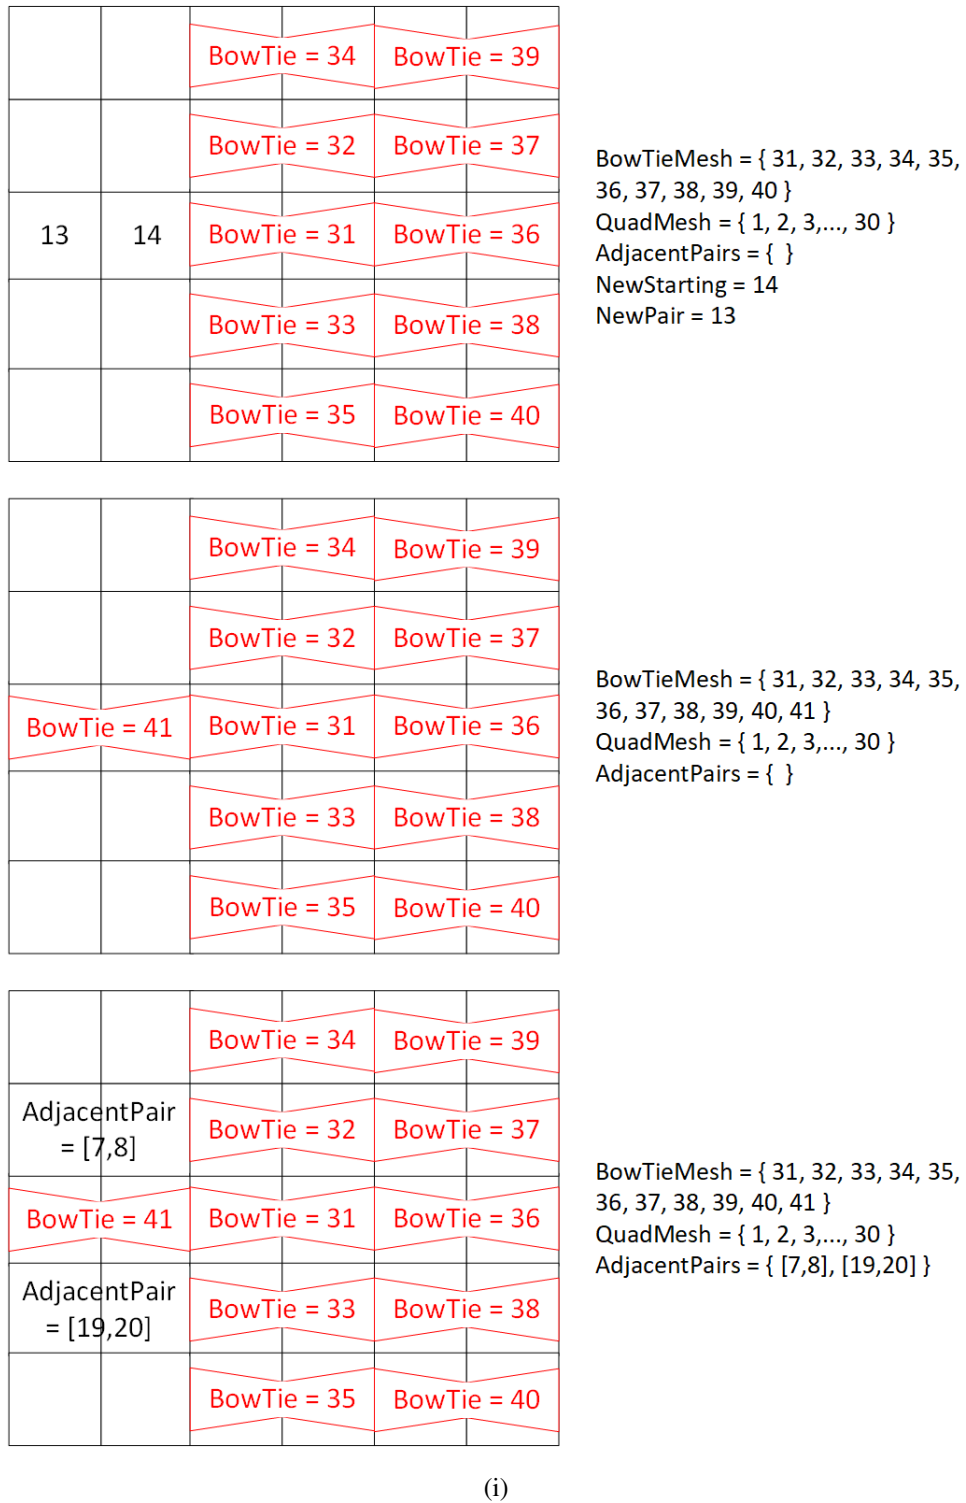 BowTie = 34 BowTie = 39
BowTie = 32 BowTie = 37
13 14 BowTie = 31 BowTie = 36
BowTie = 33 BowTie = 38
BowTie = 35 BowTie = 40
BowTieMesh = { 31, 32, 33, 34, 35,
36, 37, 38, 39, 40 }
QuadMesh = { 1, 2, 3,..., 30 }
AdjacentPairs = { }
NewStarting = 14
NewPair = 13
BowTie = 34 BowTie = 39
BowTie = 32 BowTie = 37
BowTie = 41 BowTie = 31 BowTie = 36
BowTie = 33 BowTie = 38
BowTie = 35 BowTie = 40
BowTieMesh = { 31, 32, 33, 34, 35,
36, 37, 38, 39, 40, 41 }
QuadMesh = { 1, 2, 3,..., 30 }
AdjacentPairs = { }
BowTie = 34 BowTie = 39
AdjacentPair
= [7,8]
BowTie = 32 BowTie = 37
BowTie = 41 BowTie = 31 BowTie = 36
AdjacentPair
= [19,20]
BowTie = 33 BowTie = 38
BowTie = 35 BowTie = 40
BowTieMesh = { 31, 32, 33, 34, 35,
36, 37, 38, 39, 40, 41 }
QuadMesh = { 1, 2, 3,..., 30 }
AdjacentPairs = { [7,8], [19,20] }
(i)